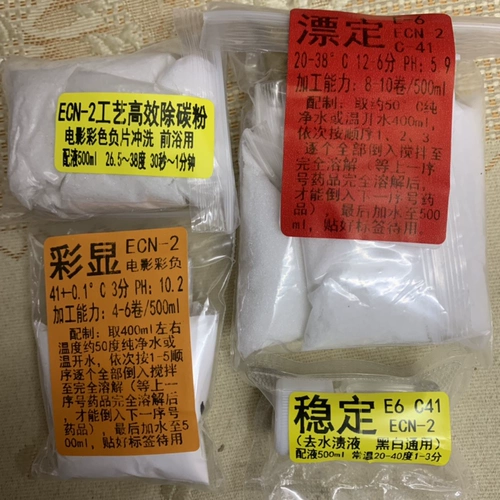 ECN-2工艺高效除碳粉
电影彩色负片冲洗 前浴用
配液500ml 26.5～38度 30秒～1分钟
漂定
E-6
ECN-2
C-41
20-38°C 12-6分 PH: 5.9
加工能力: 8-10卷/500ml
配制: 取约50°C纯
净水或温开水400ml,
依次按顺序1、2、3
逐个全部倒入搅拌至
完全溶解（等上一序
号药品完全溶解后,
才能倒入下一序号药
品）, 最后加水至500
ml, 贴好标签待用
彩显
ECN-2
电影彩负
41+-0.1°C 3分 PH: 10.2
加工能力: 4-6卷/500ml
配制: 取400ml左右
温度约50度纯净水或
温开水, 依次按1-5顺
序逐个全部倒入搅拌
至完全溶解（等上一
序号药品完全溶解后
,才能倒入下一序号
药品）, 最后加水至5
00ml, 贴好标签待用
稳定
E6 C41
ECN-2
（去水渍液 黑白通用）
配液500ml 常温20-40度1-3分